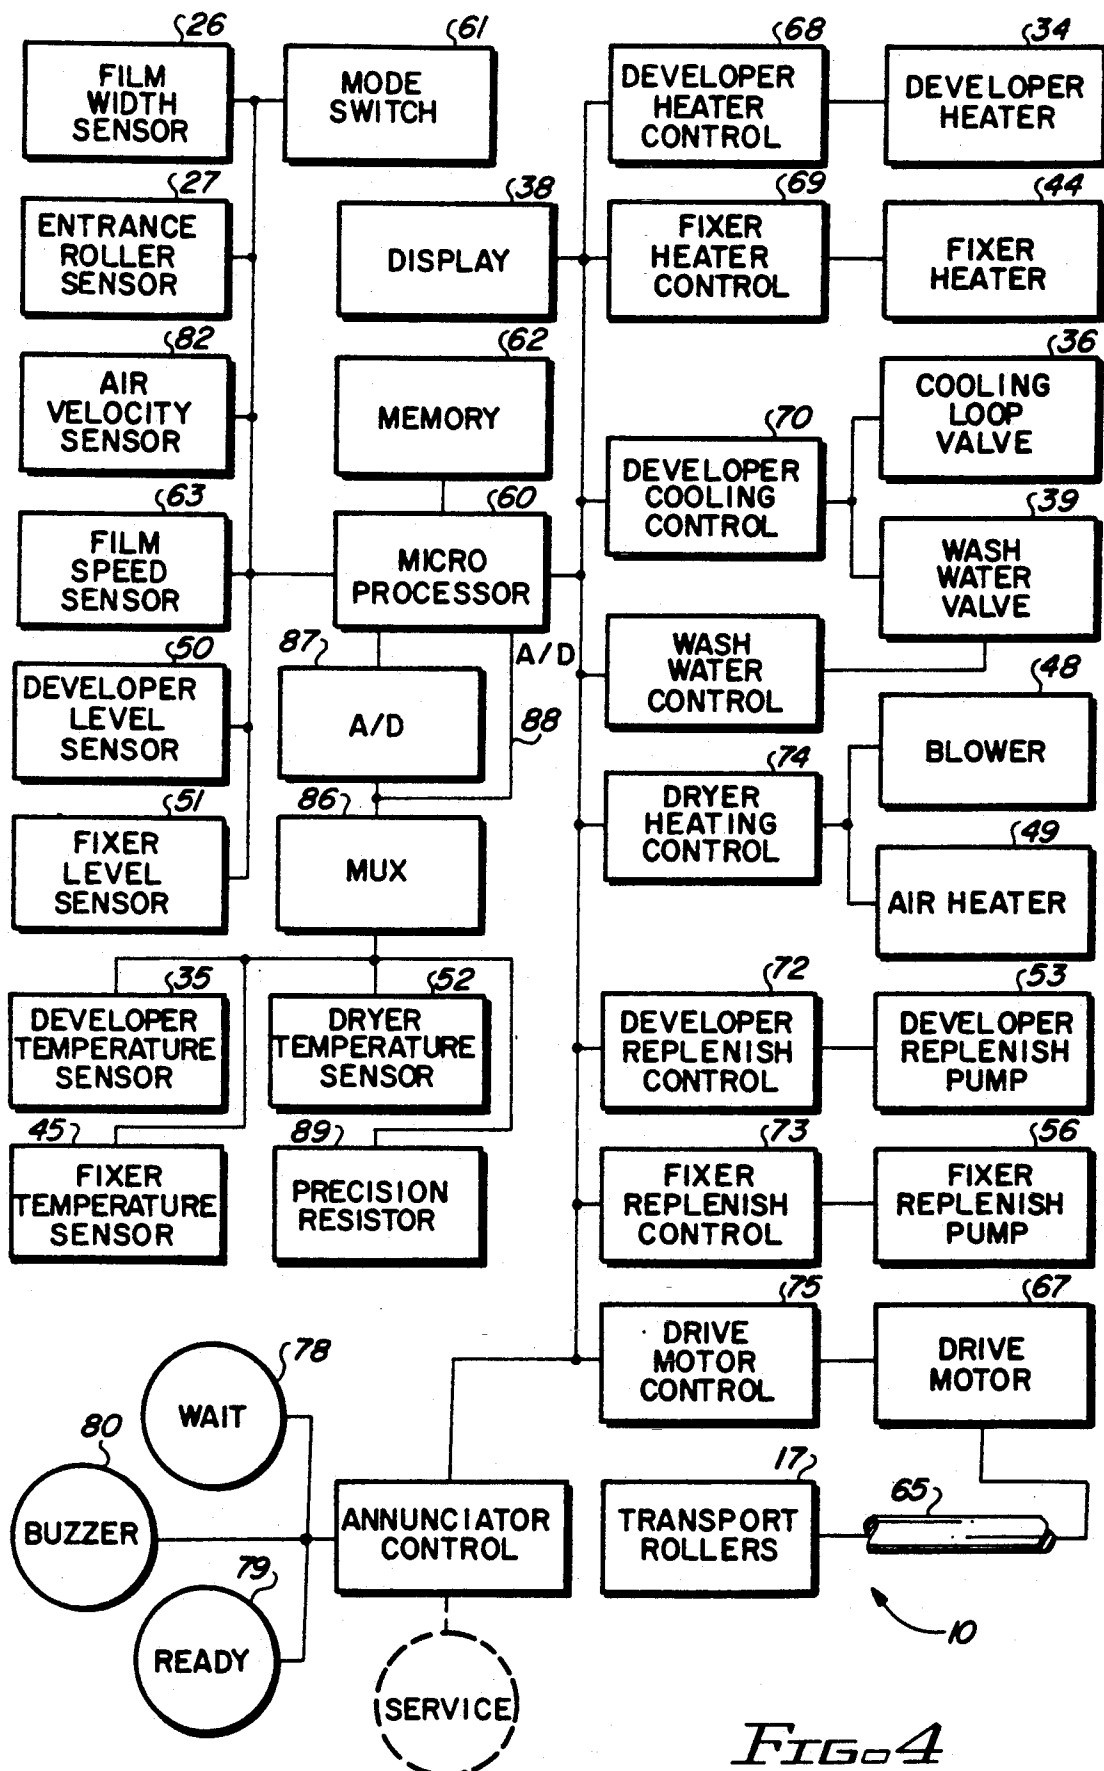 26
FILM
WIDTH
SENSOR
61
MODE
SWITCH
68
DEVELOPER
HEATER
CONTROL
34
DEVELOPER
HEATER
27
ENTRANCE
ROLLER
SENSOR
38
DISPLAY
69
FIXER
HEATER
CONTROL
44
FIXER
HEATER
82
AIR
VELOCITY
SENSOR
62
MEMORY
70
DEVELOPER
COOLING
CONTROL
36
COOLING
LOOP
VALVE
63
FILM
SPEED
SENSOR
60
MICRO
PROCESSOR
39
WASH
WATER
VALVE
50
DEVELOPER
LEVEL
SENSOR
87
A/D
A/D
88
WASH
WATER
CONTROL
48
BLOWER
51
FIXER
LEVEL
SENSOR
86
MUX
74
DRYER
HEATING
CONTROL
49
AIR HEATER
35
DEVELOPER
TEMPERATURE
SENSOR
52
DRYER
TEMPERATURE
SENSOR
72
DEVELOPER
REPLENISH
CONTROL
53
DEVELOPER
REPLENISH
PUMP
45
FIXER
TEMPERATURE
SENSOR
89
PRECISION
RESISTOR
73
FIXER
REPLENISH
CONTROL
56
FIXER
REPLENISH
PUMP
75
DRIVE
MOTOR
CONTROL
67
DRIVE
MOTOR
78
WAIT
80
BUZZER
79
READY
ANNUNCIATOR
CONTROL
SERVICE
17
TRANSPORT
ROLLERS
65
10
FIG. 4